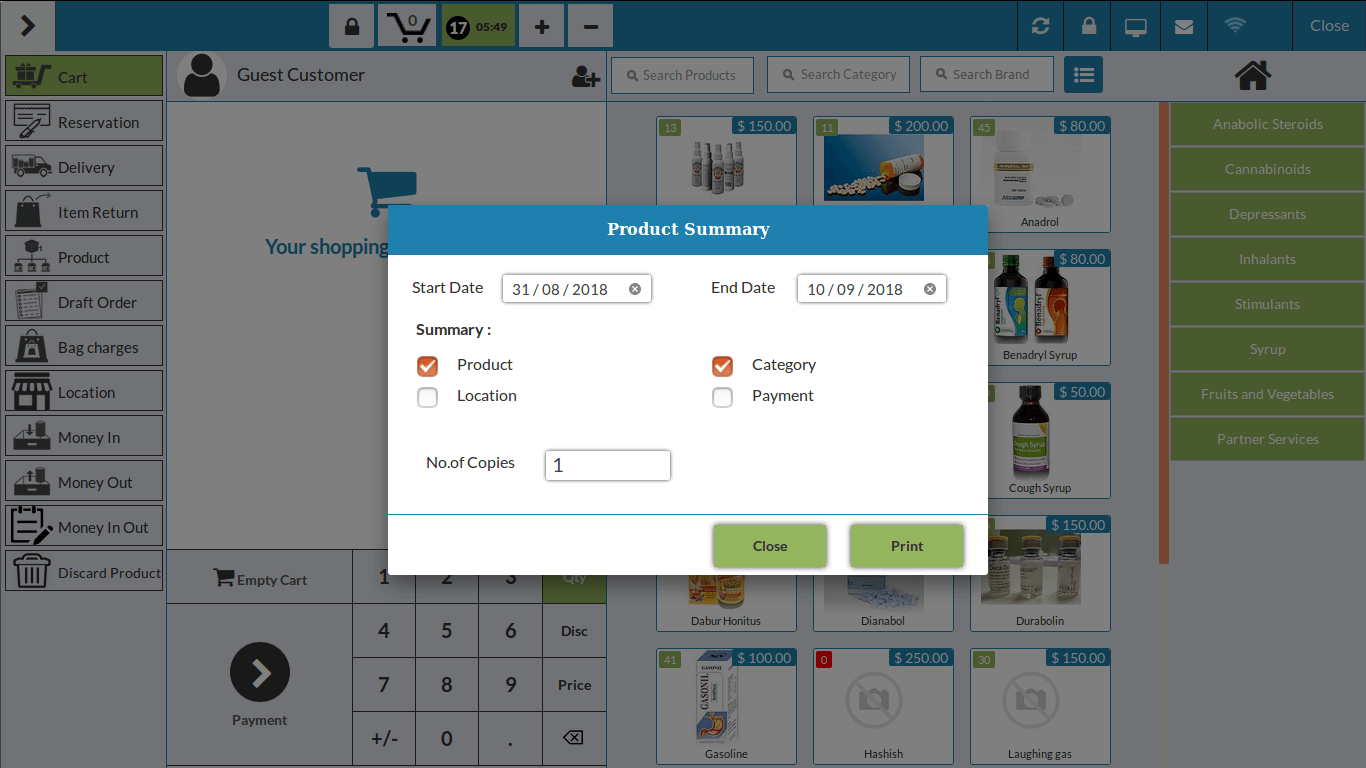 0
17 05:49
Close
Cart
Guest Customer
Search Products
Search Category
Search Brand
Reservation
Delivery
Item Return
Product
Draft Order
Bag charges
Location
Money In
Money Out
Money In Out
Discard Product
Your shopping
Product Summary
Start Date 31 / 08 / 2018
End Date 10 / 09 / 2018
Summary :
Product
Category
Location
Payment
No.of Copies 1
Close
Print
Empty Cart
Payment
1 2 3 Qty
4 5 6 Disc
7 8 9 Price
+/- 0 .
13 $ 150.00
11 $ 200.00
45 $ 80.00
Anadrol
$ 80.00
Benadryl
Benadryl
Benadryl Syrup
$ 50.00
Cough Syrup
Cough Syrup
$ 150.00
Dabur Honitus
Dianabol
Durabolin
41 $ 100.00
GASONIL
GASONIL
Gasoline
0 $ 250.00
Hashish
30 $ 150.00
Laughing gas
Anabolic Steroids
Cannabinoids
Depressants
Inhalants
Stimulants
Syrup
Fruits and Vegetables
Partner Services